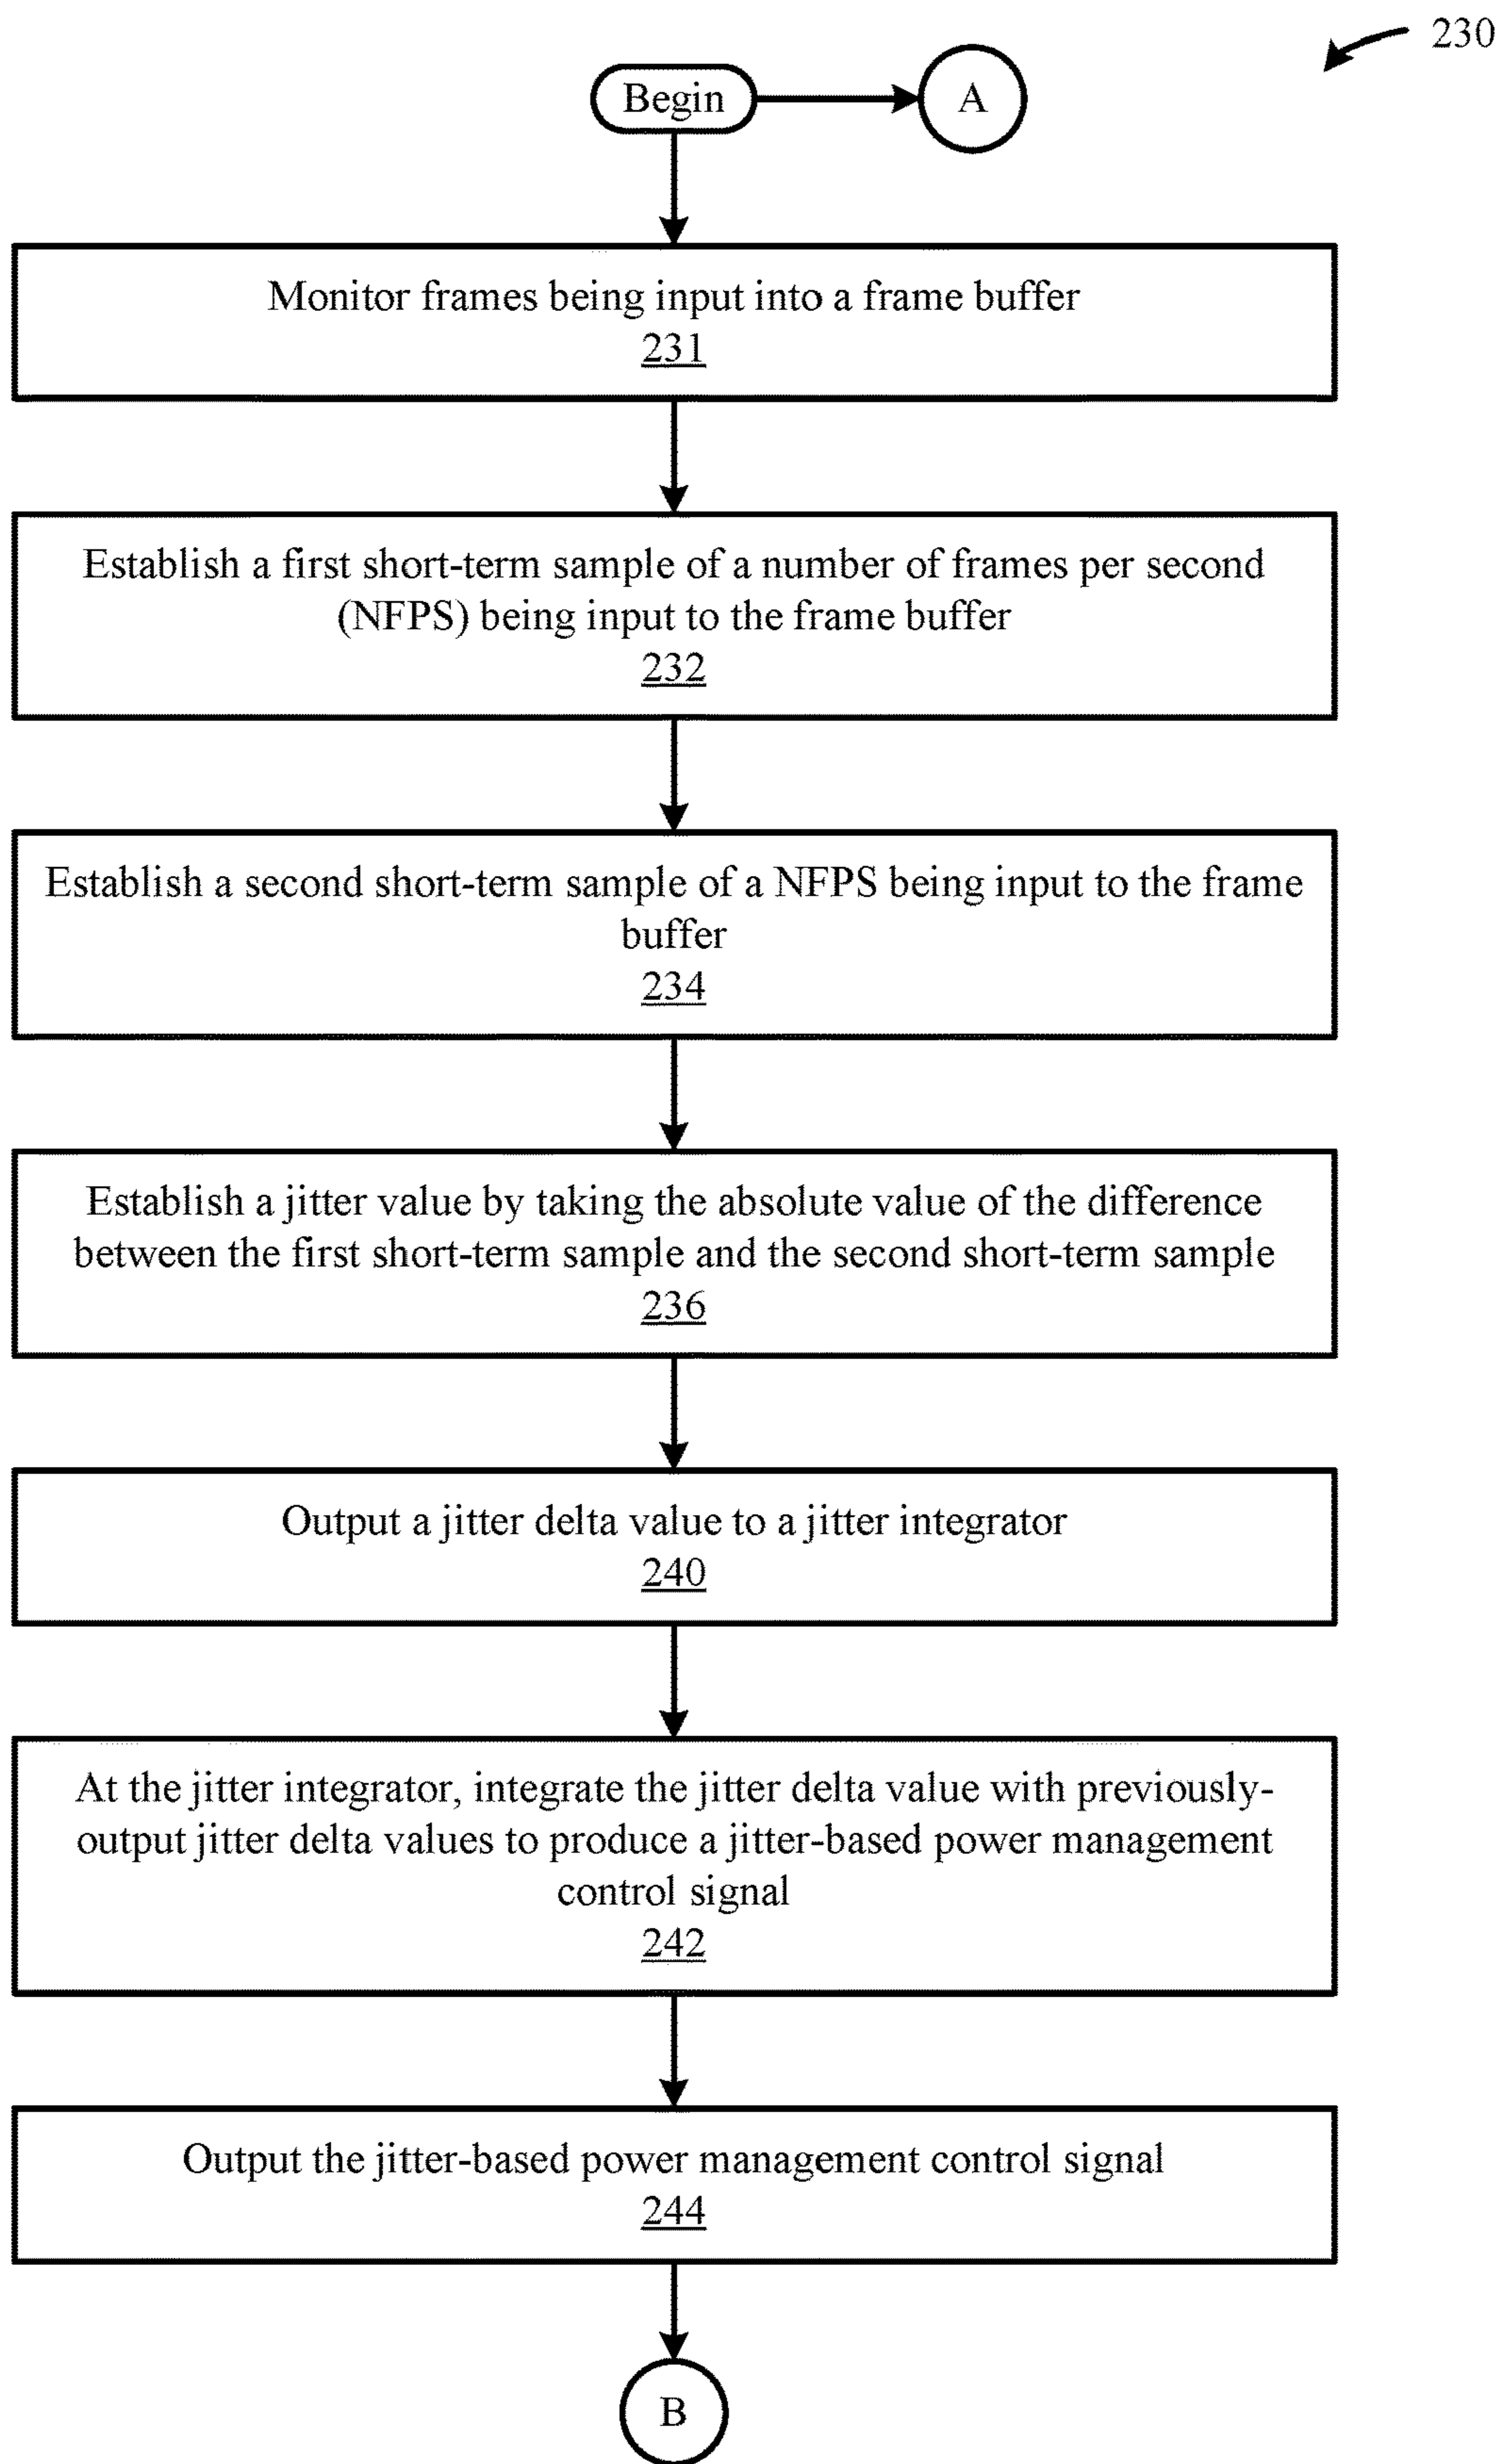 230
Begin
A
Monitor frames being input into a frame buffer
231
Establish a first short-term sample of a number of frames per second
(NFPS) being input to the frame buffer
232
Establish a second short-term sample of a NFPS being input to the frame
buffer
234
Establish a jitter value by taking the absolute value of the difference
between the first short-term sample and the second short-term sample
236
Output a jitter delta value to a jitter integrator
240
At the jitter integrator, integrate the jitter delta value with previously-
output jitter delta values to produce a jitter-based power management
control signal
242
Output the jitter-based power management control signal
244
B